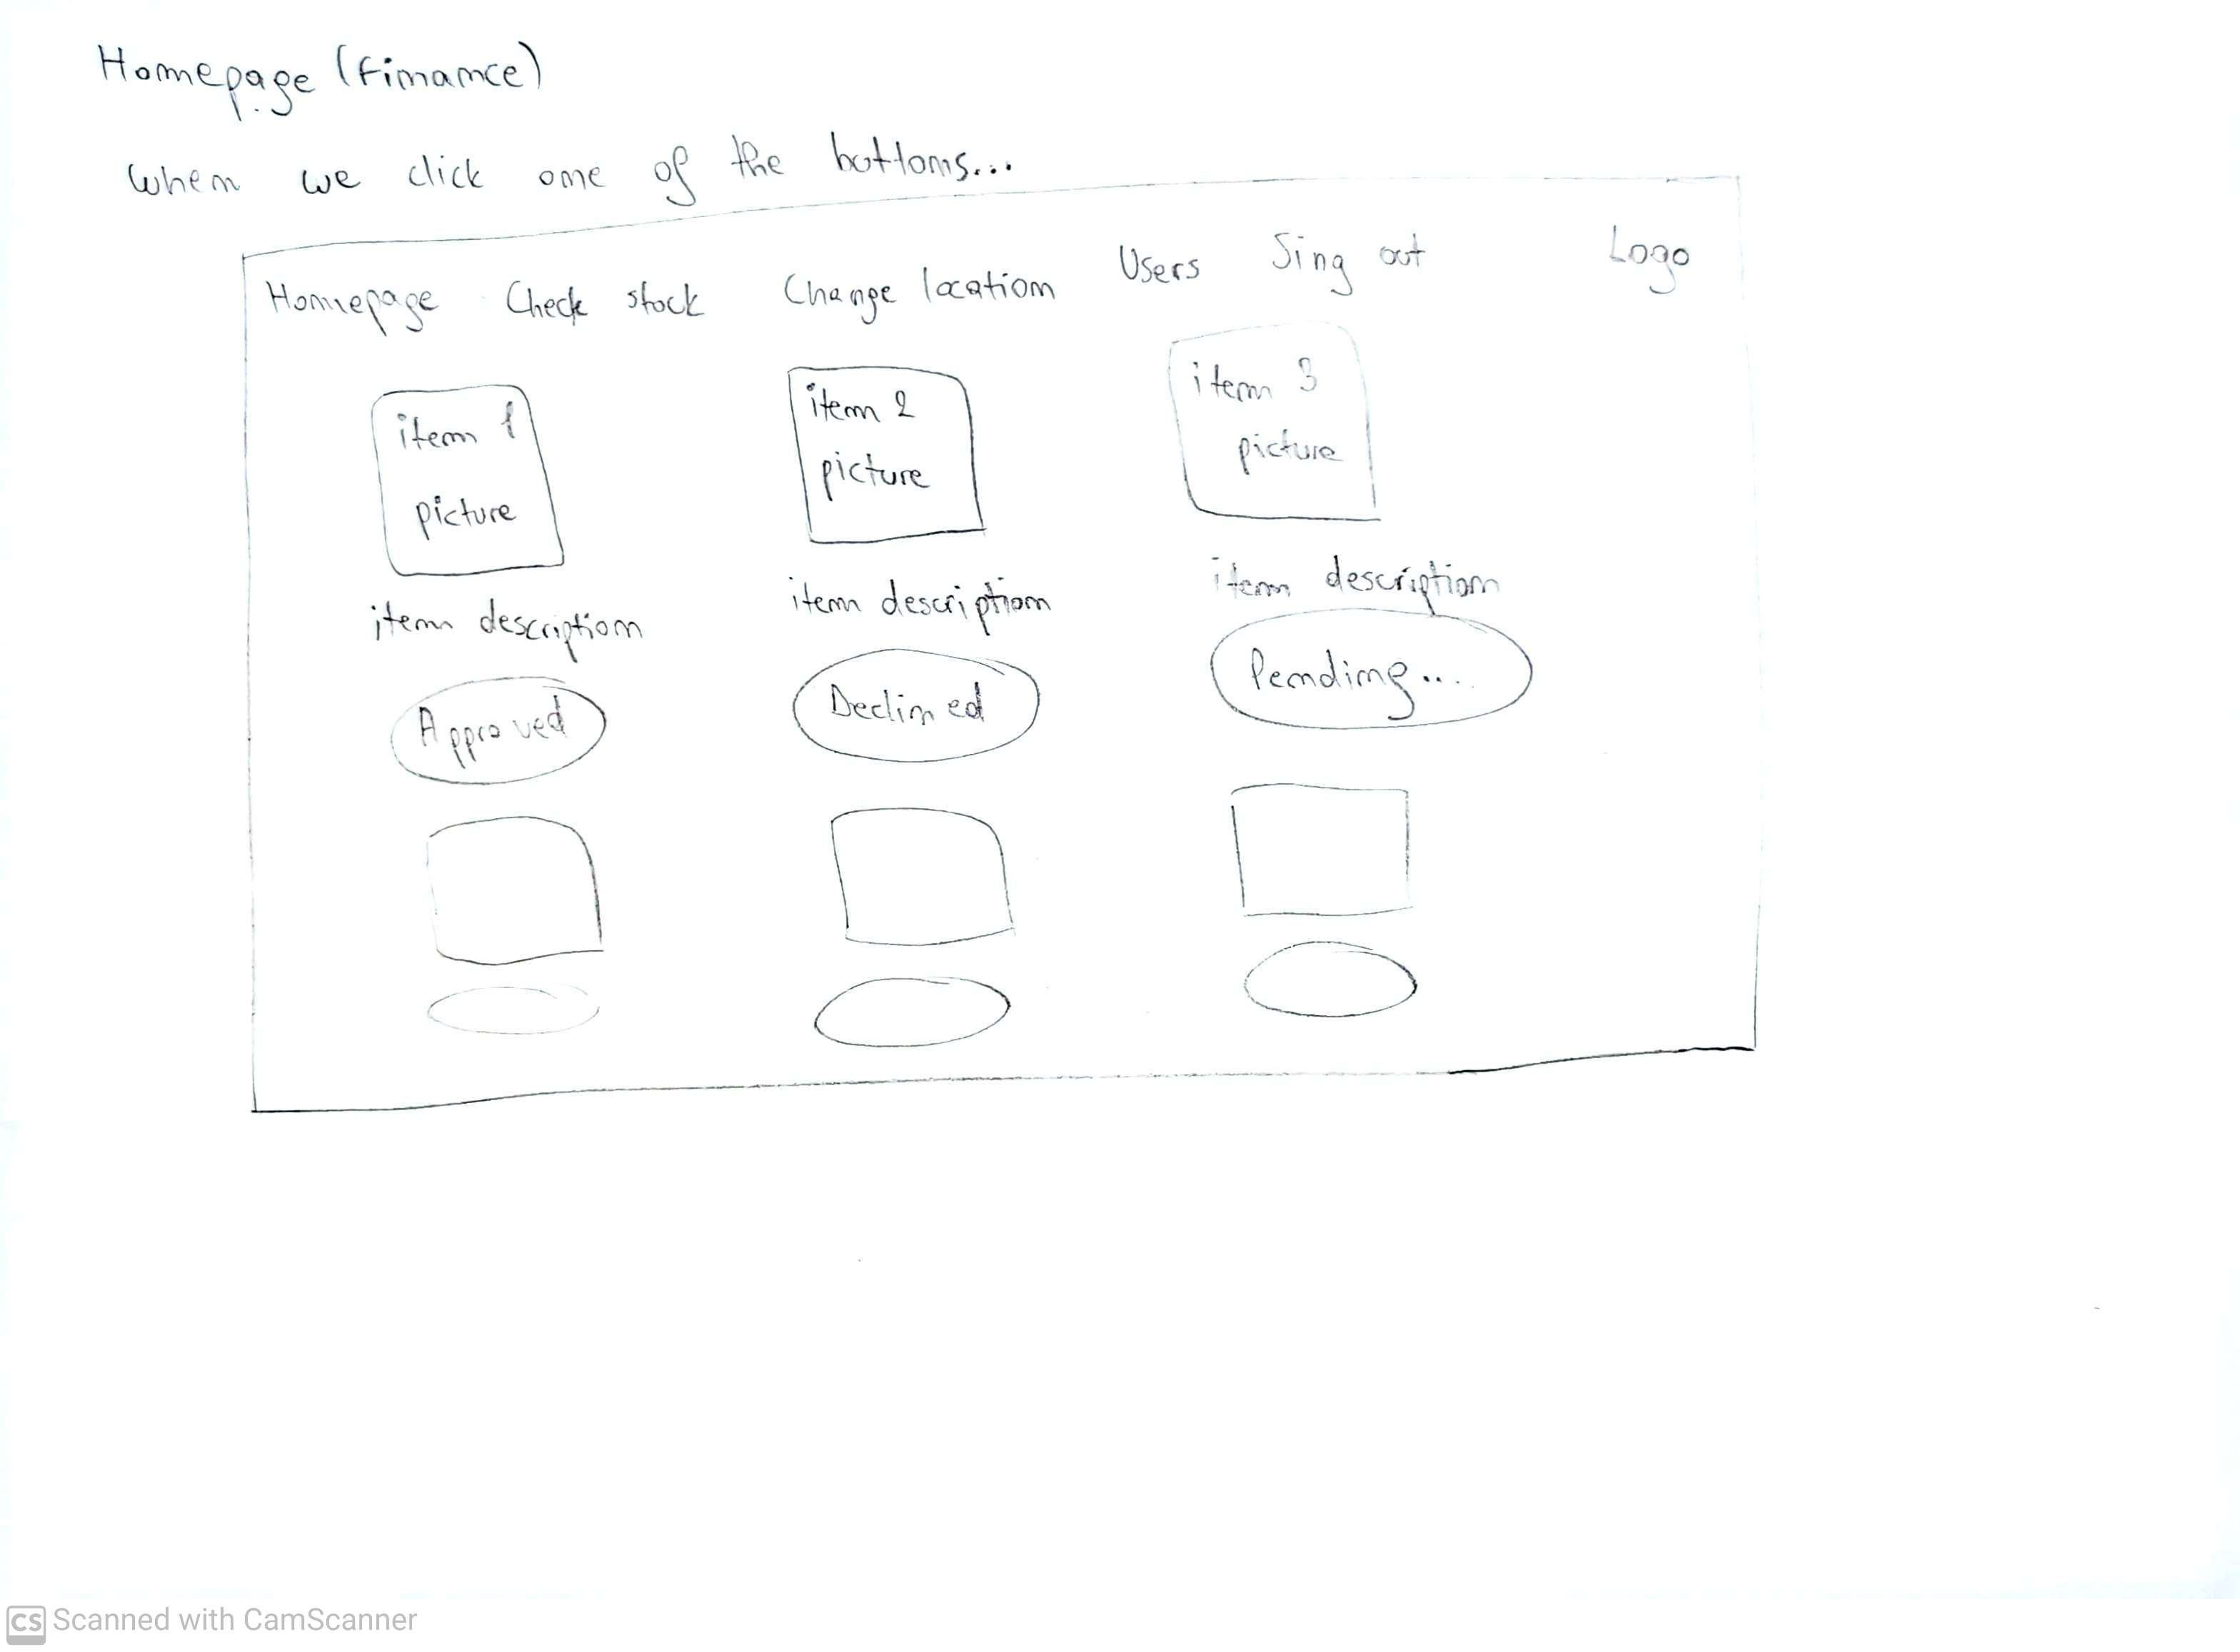 Homepage (Finance)
When we click one of the bottoms...
Homepage Check stock Change location Users Sing out Logo
item 1
picture
item 2
picture
item 3
picture
item description item description item description
Approved Declined Pending....
CS Scanned with CamScanner